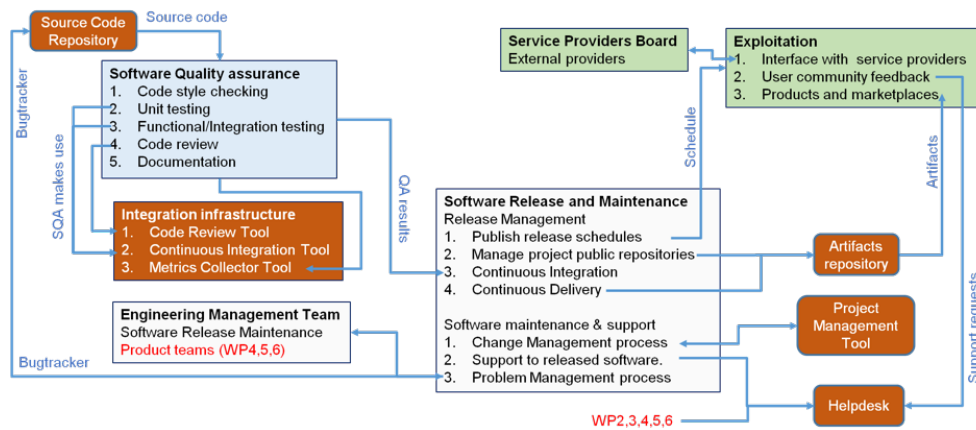 Source Code
Repository
Source code
Bugtracker
Software Quality assurance
1. Code style checking
2. Unit testing
3. Functional/Integration testing
4. Code review
5. Documentation
SQA makes use
QA results
Integration infrastructure
1. Code Review Tool
2. Continuous Integration Tool
3. Metrics Collector Tool
Engineering Management Team
Software Release Maintenance
Product teams (WP4,5,6)
Bugtracker
Service Providers Board
External providers
Exploitation
1. Interface with service providers
2. User community feedback
3. Products and marketplaces
Schedule
Artifacts
Support requests
Software Release and Maintenance
Release Management
1. Publish release schedules
2. Manage project public repositories
3. Continuous Integration
4. Continuous Delivery
Software maintenance & support
1. Change Management process
2. Support to released software.
3. Problem Management process
Artifacts
repository
Project
Management
Tool
Helpdesk
WP2,3,4,5,6